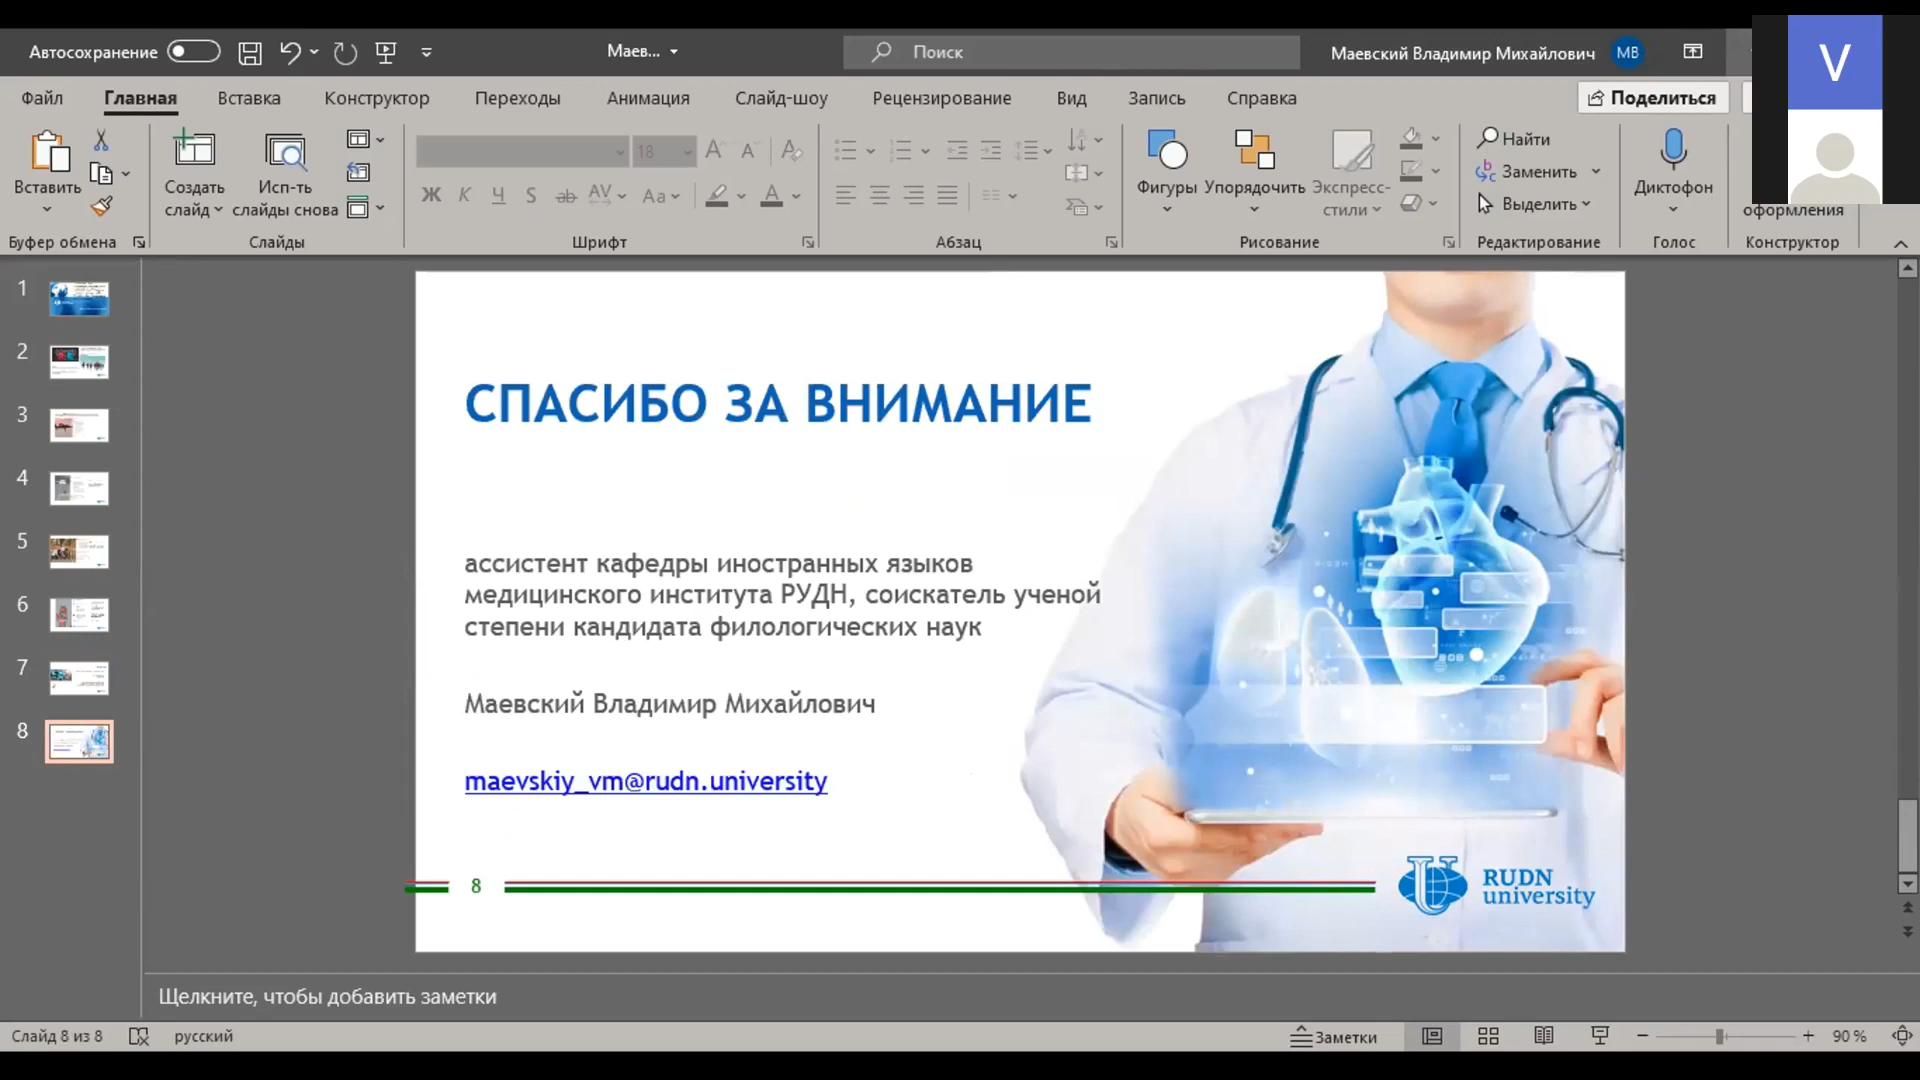 Автосохранение
Маев...
Поиск
Маевский Владимир Михайлович
МВ
V
Файл
Главная
Вставка
Конструктор
Переходы
Анимация
Слайд-шоу
Рецензирование
Вид
Запись
Справка
Поделиться
Вставить
Создать
слайд
Исп-ть
слайды снова
18
Ж К Ч S ab AV Aa A
Фигуры
Упорядочить
Экспресс-
стили
Найти
Заменить
Выделить
Диктофон
оформления
Буфер обмена
Слайды
Шрифт
Абзац
Рисование
Редактирование
Голос
Конструктор
1
2
3
4
5
6
7
8
СПАСИБО ЗА ВНИМАНИЕ
ассистент кафедры иностранных языков
медицинского института РУДН, соискатель ученой
степени кандидата филологических наук
Маевский Владимир Михайлович
maevskiy_vm@rudn.university
8
RUDN
university
Щелкните, чтобы добавить заметки
Слайд 8 из 8
русский
Заметки
90 %